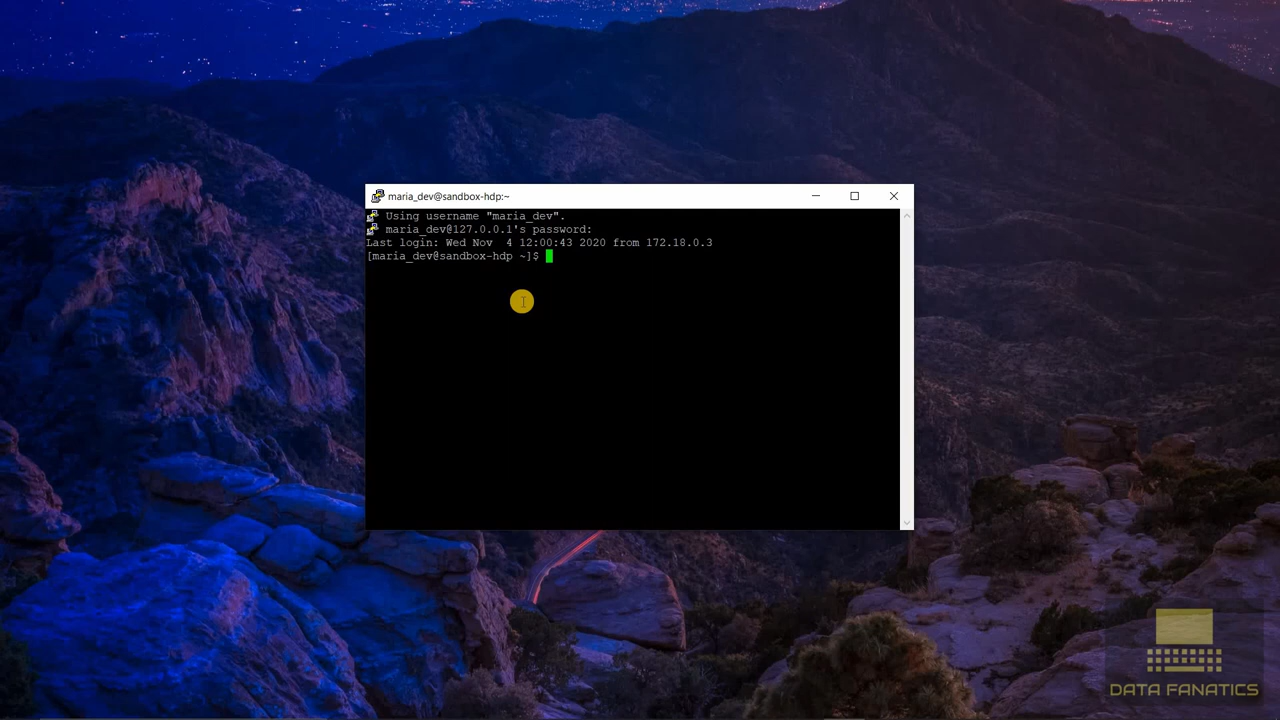 maria_dev@sandbox-hdp:~
Using username "maria_dev".
maria_dev@127.0.0.1's password:
Last login: Wed Nov  4 12:00:43 2020 from 172.18.0.3
[maria_dev@sandbox-hdp ~]$
DATA FANATICS